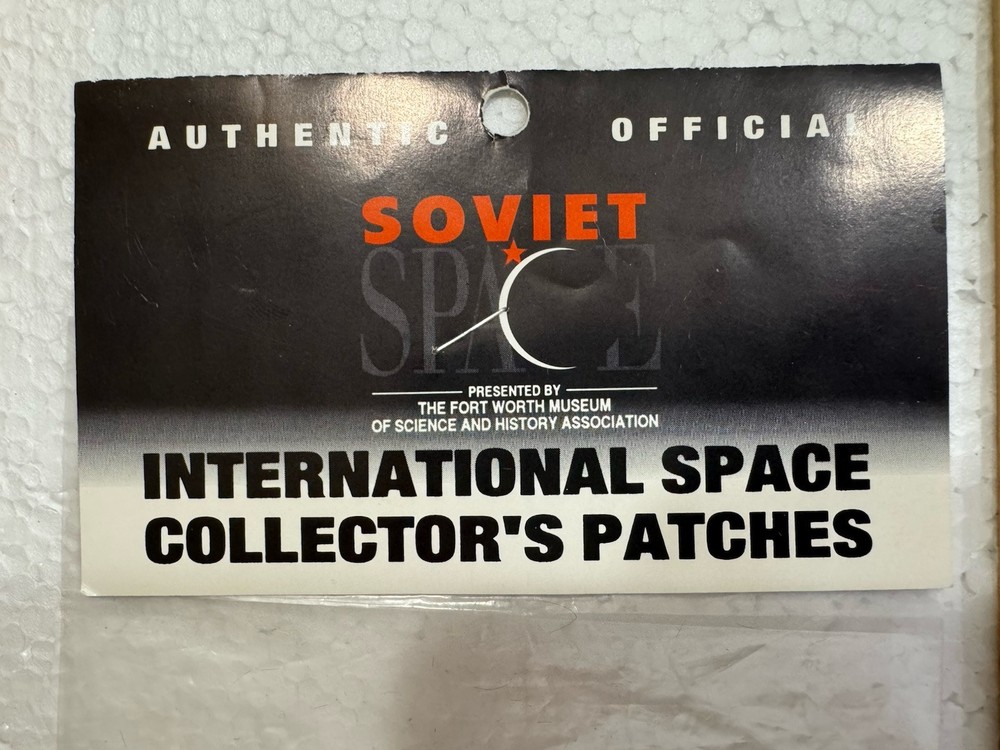 AUTHENTIC OFFICIAL
SOVIET
SPACE
PRESENTED BY
THE FORT WORTH MUSEUM
OF SCIENCE AND HISTORY ASSOCIATION
INTERNATIONAL SPACE
COLLECTOR'S PATCHES